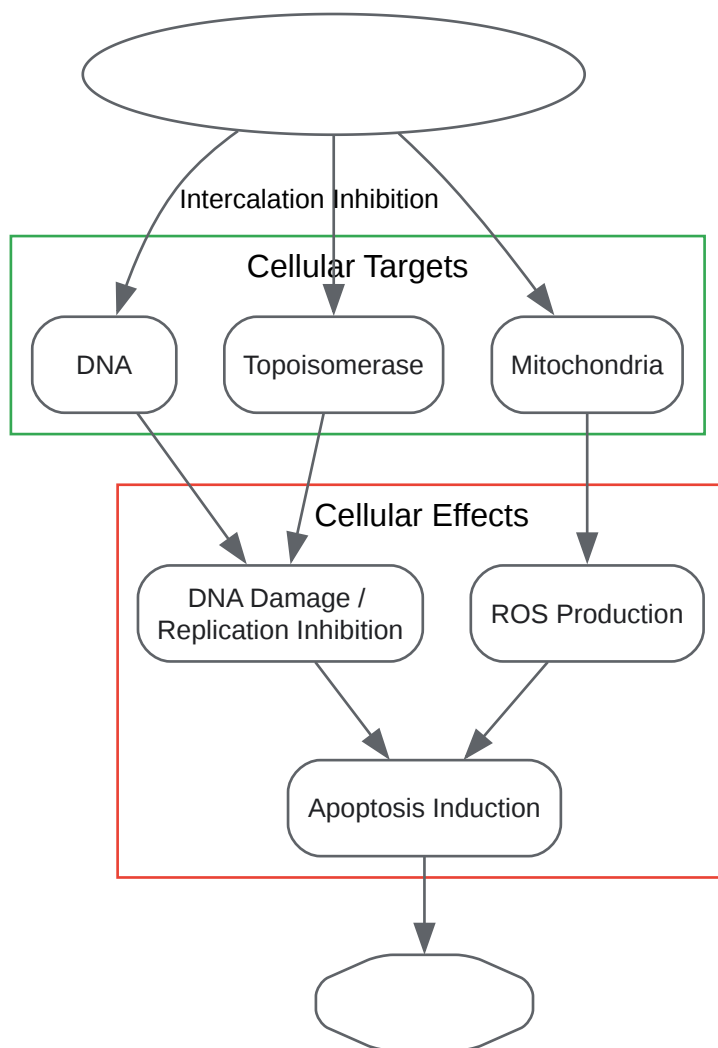 Intercalation
Inhibition
Cellular Targets
DNA
Topoisomerase
Mitochondria
Cellular Effects
DNA Damage /
Replication Inhibition
ROS Production
Apoptosis Induction